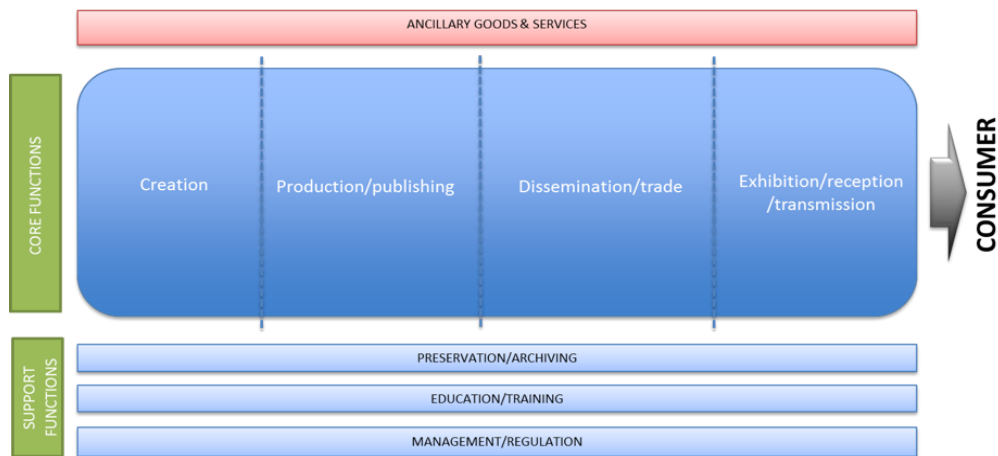 ANCILLARY GOODS & SERVICES
CORE FUNCTIONS
Creation
Production/publishing
Dissemination/trade
Exhibition/reception
/transmission
CONSUMER
SUPPORT
FUNCTIONS
PRESERVATION/ARCHIVING
EDUCATION/TRAINING
MANAGEMENT/REGULATION